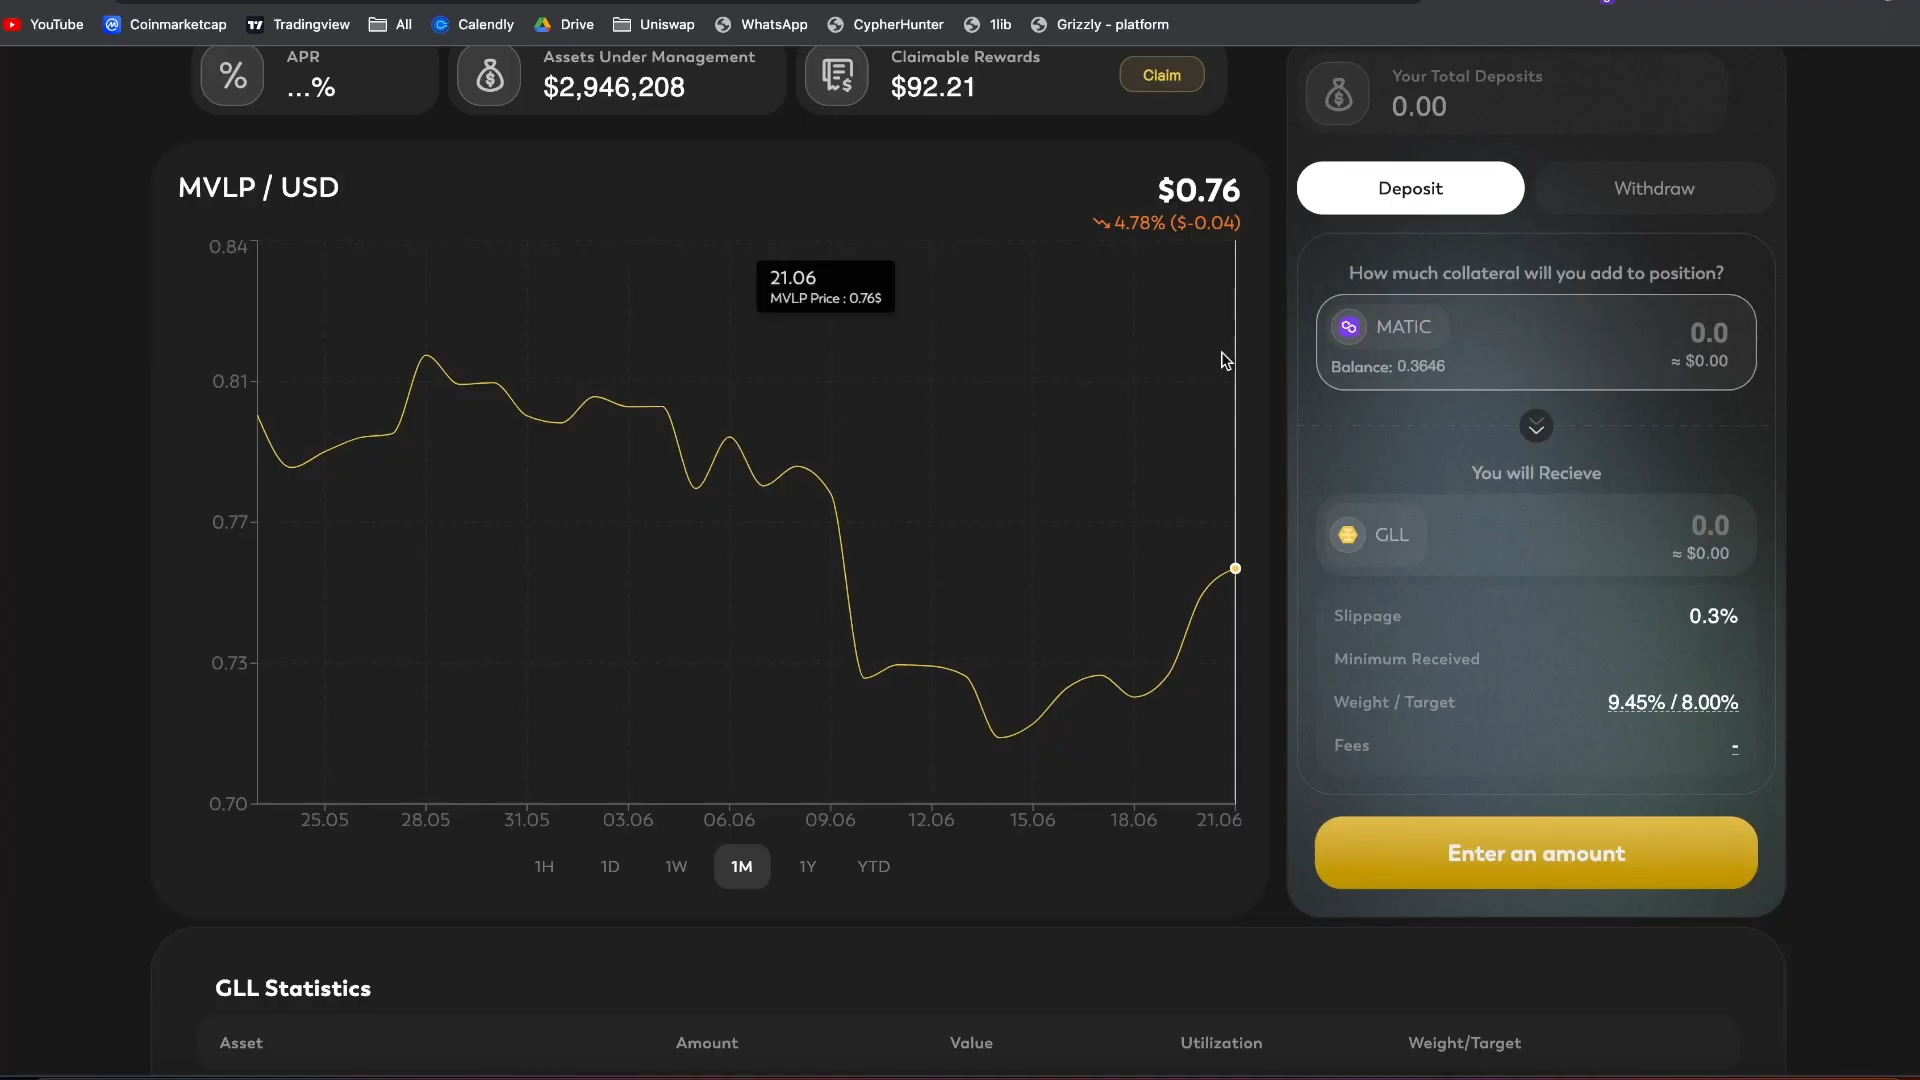 YouTube
Coinmarketcap
Tradingview
All
Calendly
Drive
Uniswap
WhatsApp
CypherHunter
1lib
Grizzly - platform
APR
...%
Assets Under Management
$2,946,208
Claimable Rewards
$92.21
Claim
Your Total Deposits
0.00
MVLP / USD
$0.76
4.78% ($-0.04)
21.06
MVLP Price : 0.76$
0.84
0.81
0.77
0.73
0.70
25.05
28.05
31.05
03.06
06.06
09.06
12.06
15.06
18.06
21.06
1H
1D
1W
1M
1Y
YTD
Deposit
Withdraw
How much collateral will you add to position?
MATIC
0.0
Balance: 0.3646
≈ $0.00
You will Recieve
GLL
0.0
≈ $0.00
Slippage
0.3%
Minimum Received
Weight / Target
9.45% / 8.00%
Fees
-
Enter an amount
GLL Statistics
Asset
Amount
Value
Utilization
Weight/Target